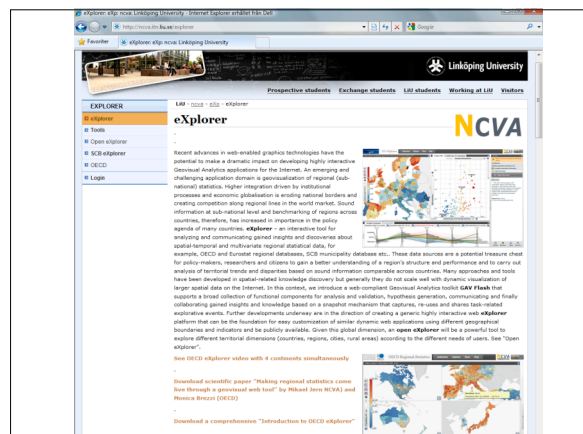 eXplorer: eXp: ncva: Linköping University - Internet Explorer erhållet från Dell
http://ncva.itn.liu.se/explorer
Google
Favoriter
eXplorer: eXp: ncva: Linköping University
Linköping University
Prospective students Exchange students LiU students Working at LiU Visitors
EXPLORER
eXplorer
Tools
Open eXplorer
SCB eXplorer
OECD
Login
LiU - ncva - eXp - eXplorer
eXplorer
NCVA
Recent advances in web-enabled graphics technologies have the
potential to make a dramatic impact on developing highly interactive
Geovisual Analytics applications for the Internet. An emerging and
challenging application domain is geovisualization of regional (sub-
national) statistics. Higher integration driven by institutional
processes and economic globalisation is eroding national borders and
creating competition along regional lines in the world market. Sound
information at sub-national level and benchmarking of regions across
countries, therefore, has increased in importance in the policy
agenda of many countries. eXplorer – an interactive tool for
analyzing and communicating gained insights and discoveries about
spatial-temporal and multivariate regional statistical data, for
example, OECD and Eurostat regional databases, SCB municipality database etc.. These data sources are a potential treasure chest
for policy-makers, researchers and citizens to gain a better understanding of a region's structure and performance and to carry out
analysis of territorial trends and disparities based on sound information comparable across countries. Many approaches and tools
have been developed in spatial-related knowledge discovery but generally they do not scale well with dynamic visualization of
larger spatial data on the Internet. In this context, we introduce a web-compliant Geovisual Analytics toolkit GAV Flash that
supports a broad collection of functional components for analysis and validation, hypothesis generation, communicating and finally
collaborating gained insights and knowledge based on a snapshot mechanism that captures, re-uses and shares task-related
explorative events. Further developments underway are in the direction of creating a generic highly interactive web eXplorer
platform that can be the foundation for easy customization of similar dynamic web applications using different geographical
boundaries and indicators and be publicly available. Given this global dimension, an open eXplorer will be a powerful tool to
explore different territorial dimensions (countries, regions, cities, rural areas) according to the different needs of users. See "Open
eXplorer".
See OECD eXplorer video with 4 continents simultaneously
Download scientific paper "Making regional statistics come
live through a geovisual web tool" by Mikael Jern NCVA) and
Monica Brezzi (OECD)
Download a comprehensive "Introduction to OECD eXplorer"
OECD Regional Statistics